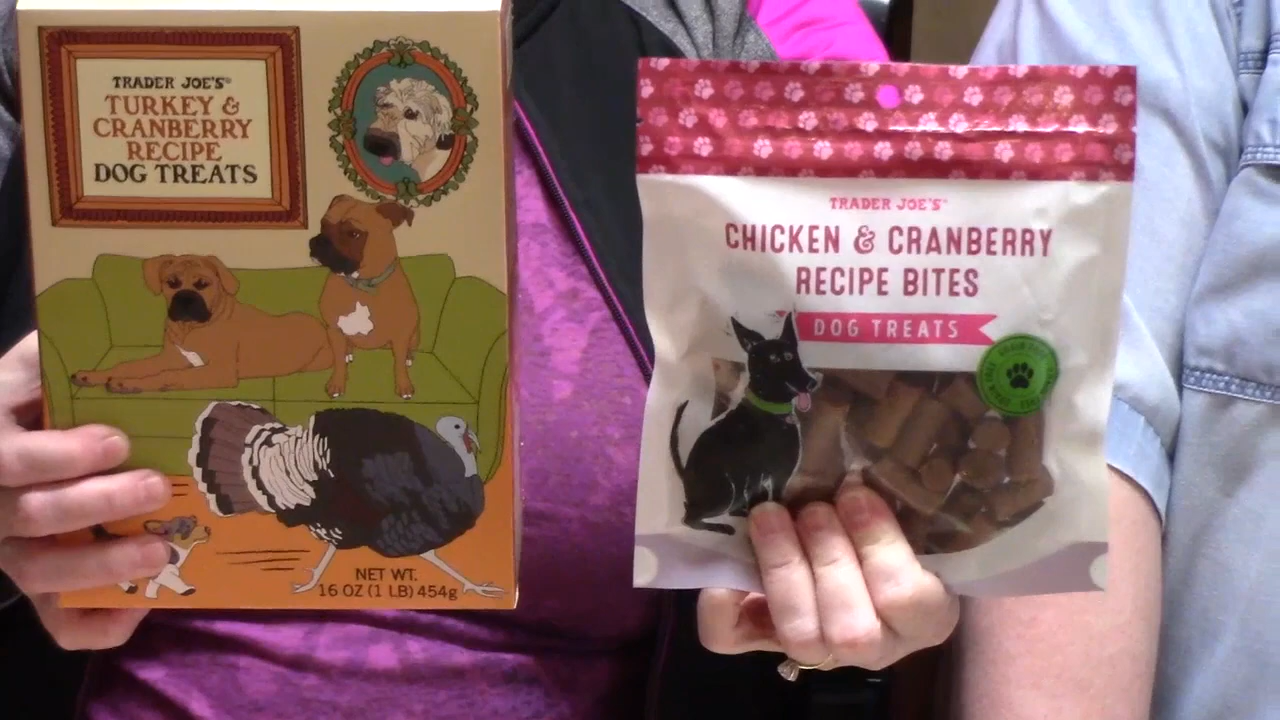 TRADER JOE'S®
TURKEY &
CRANBERRY
RECIPE
DOG TREATS
NET WT.
16 OZ (1 LB) 454g
TRADER JOE'S™
CHICKEN & CRANBERRY
RECIPE BITES
DOG TREATS